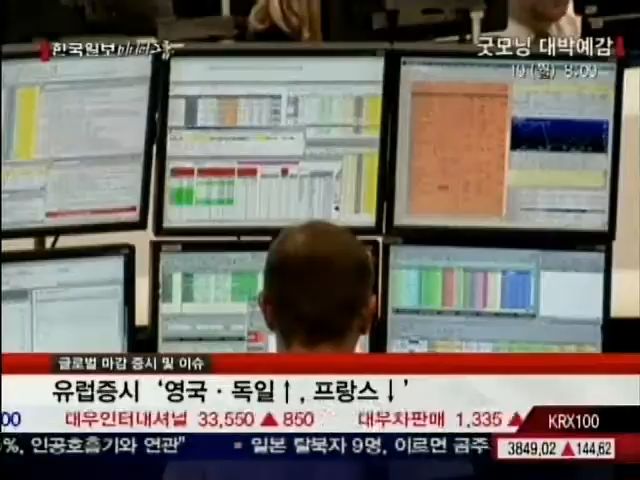 한국일보
굿모닝 대박예감
19 (월) 8:00
글로벌 마감 증시 및 이슈
유럽증시 ‘영국·독일↑, 프랑스↓’
00 대우인터내셔널 33,550 ▲ 850 대우차판매 1,335 ▲ KRX100
%, 인공호흡기와 연관” = 일본 탈북자 9명, 이르면 금주 3849,02 ▲ 144,62